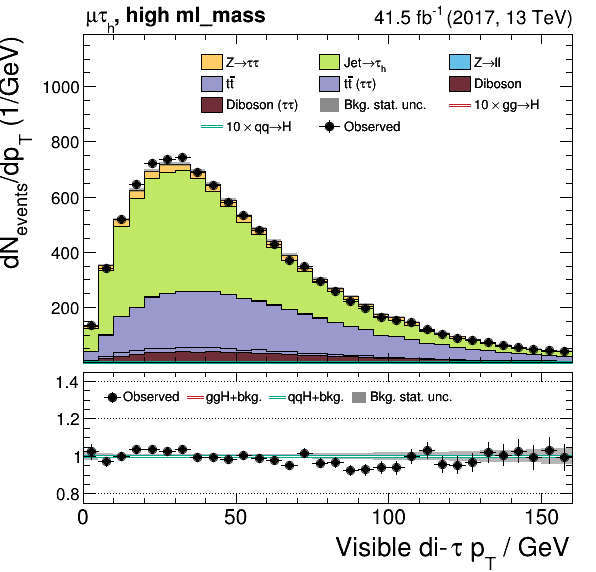 μτh, high ml_mass 41.5 fb-1 (2017, 13 TeV)
dNevents/dpT (1/GeV)
1000
800
600
400
200
Z→ττ Jet→τh Z→ll
tt̄ tt̄ (ττ) Diboson
Diboson (ττ) Bkg. stat. unc. 10 × gg→H
10 × qq→H Observed
1.4
1.2
1
0.8
Observed ggH+bkg. qqH+bkg. Bkg. stat. unc.
0 50 100 150
Visible di-τ pT / GeV